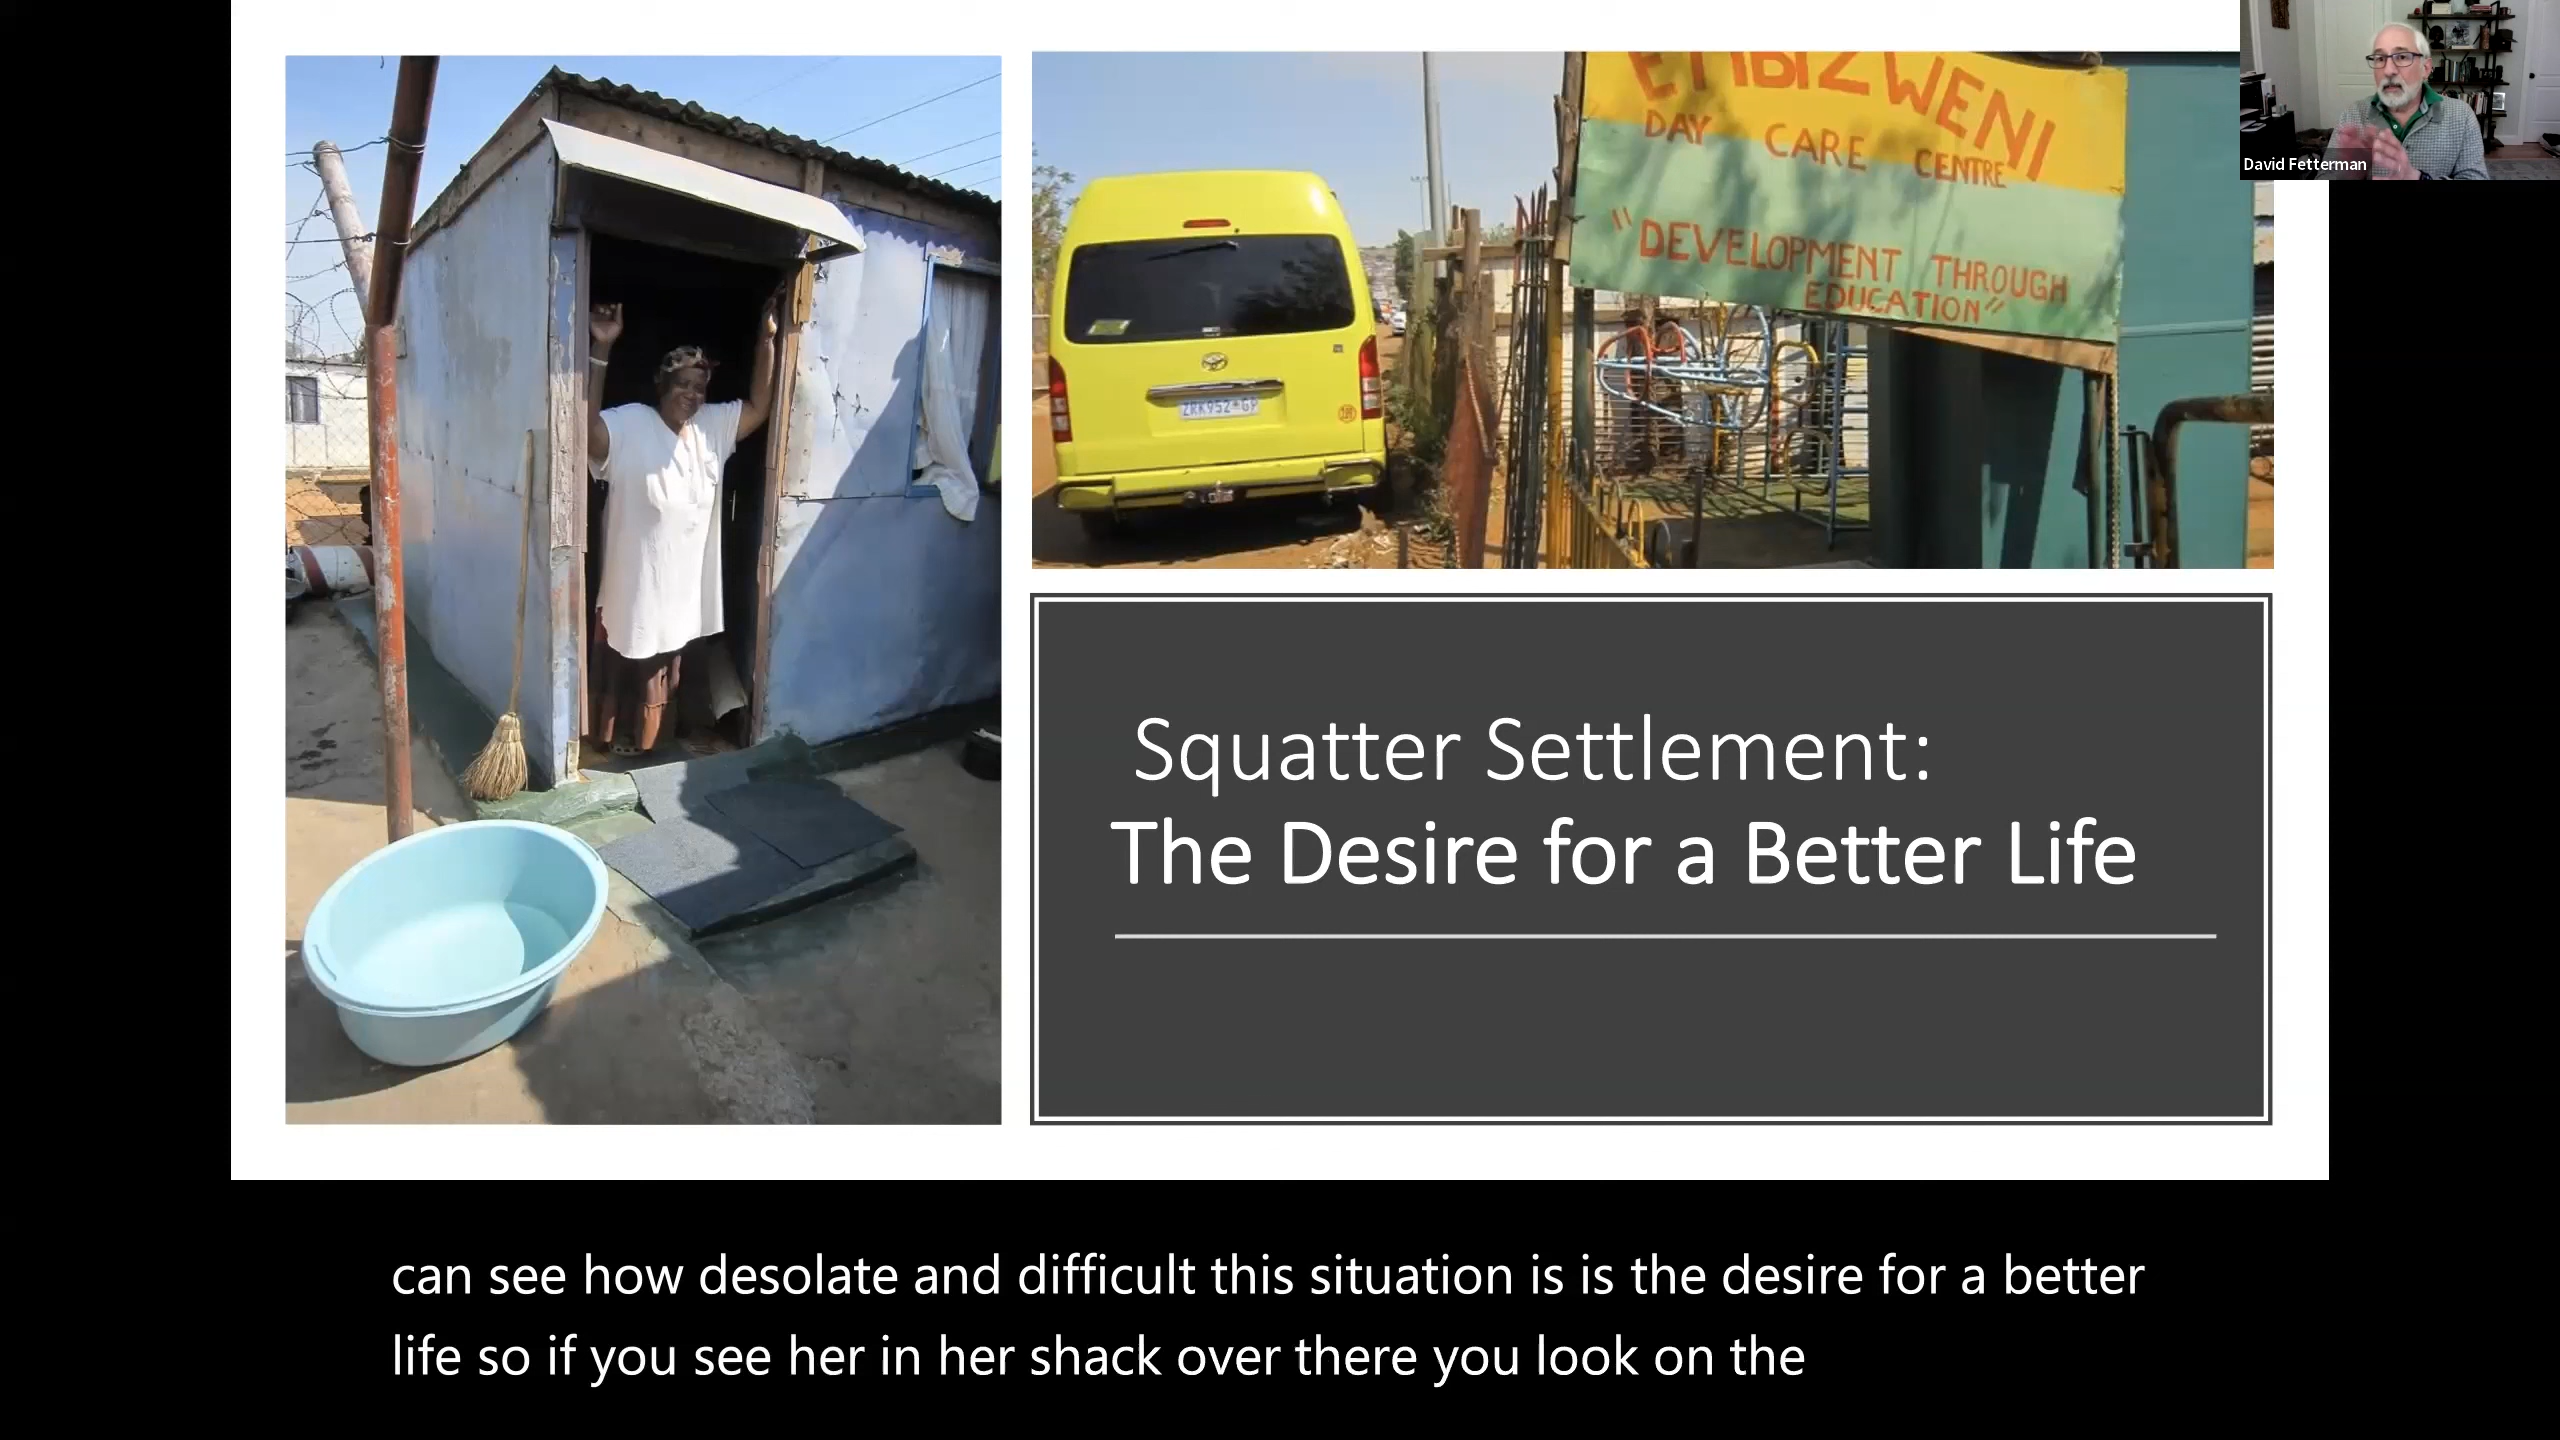 EMBIZWENI
DAY CARE CENTRE
"DEVELOPMENT THROUGH
EDUCATION"
ZRK952 GP
David Fetterman
Squatter Settlement:
The Desire for a Better Life
can see how desolate and difficult this situation is is the desire for a better
life so if you see her in her shack over there you look on the